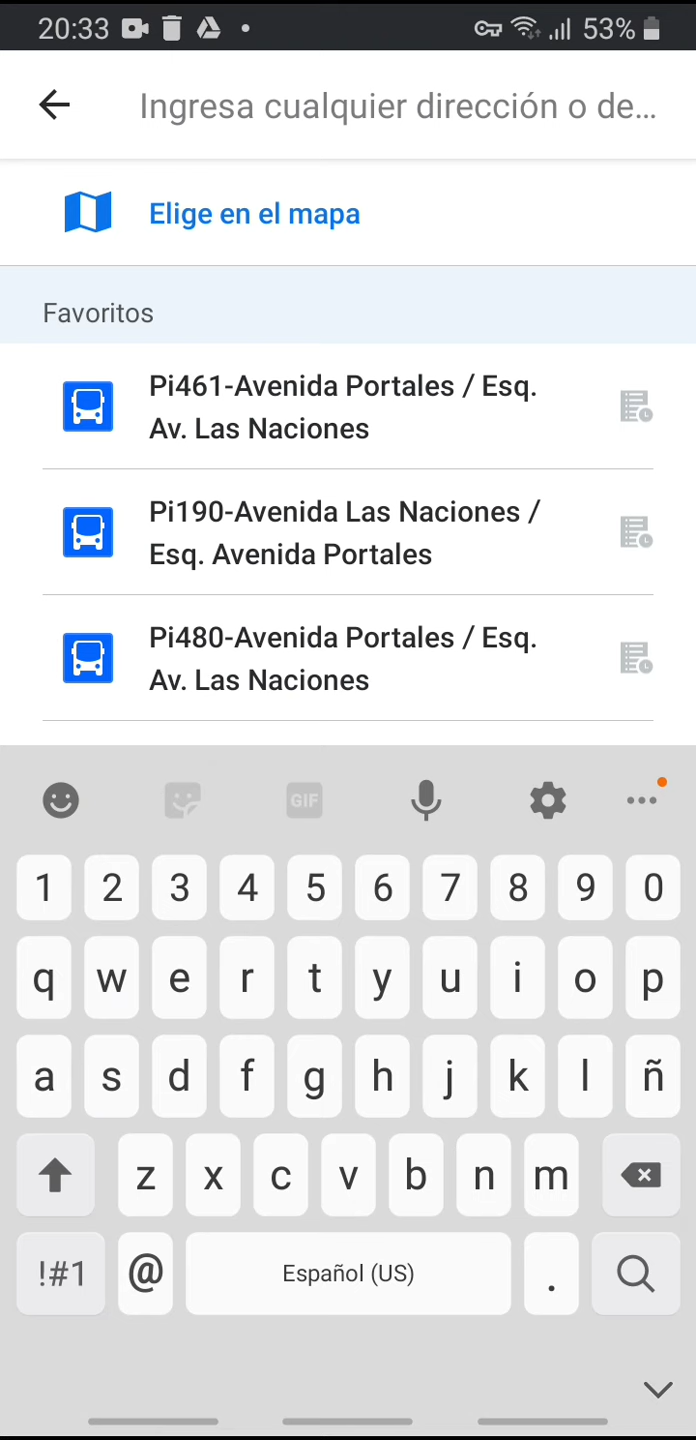 20:33 53%
Ingresa cualquier dirección o de...
Elige en el mapa
Favoritos
Pi461-Avenida Portales / Esq.
Av. Las Naciones
Pi190-Avenida Las Naciones /
Esq. Avenida Portales
Pi480-Avenida Portales / Esq.
Av. Las Naciones
GIF
1 2 3 4 5 6 7 8 9 0
q w e r t y u i o p
a s d f g h j k l ñ
z x c v b n m
!#1 @ Español (US) .